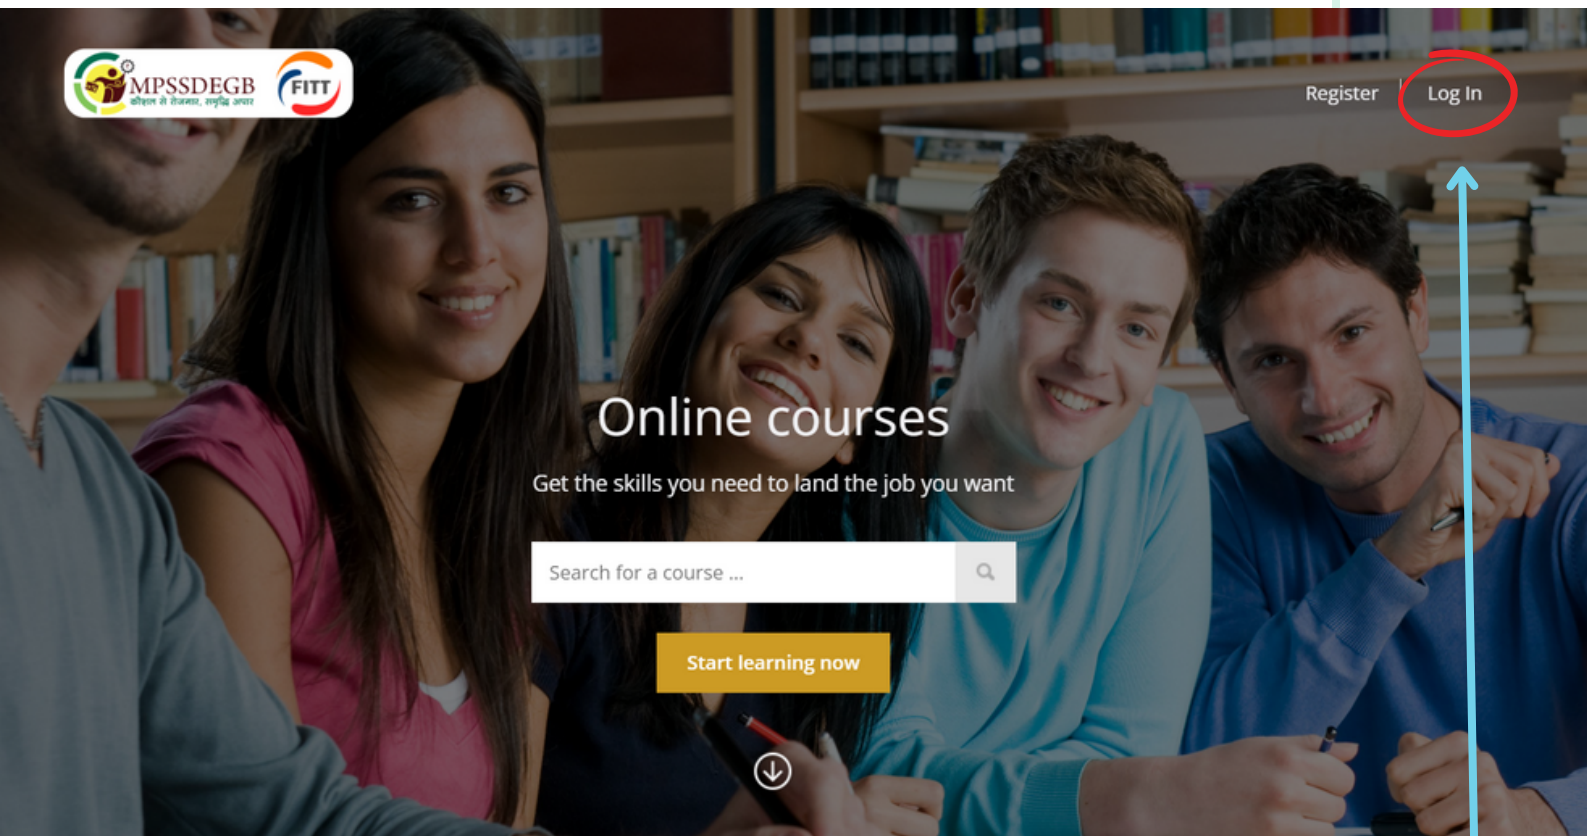 MPSSDEGB
कौशल से रोजगार, समृद्धि अपार
FITT
Register
Log In
Online courses
Get the skills you need to land the job you want
Search for a course ...
Start learning now